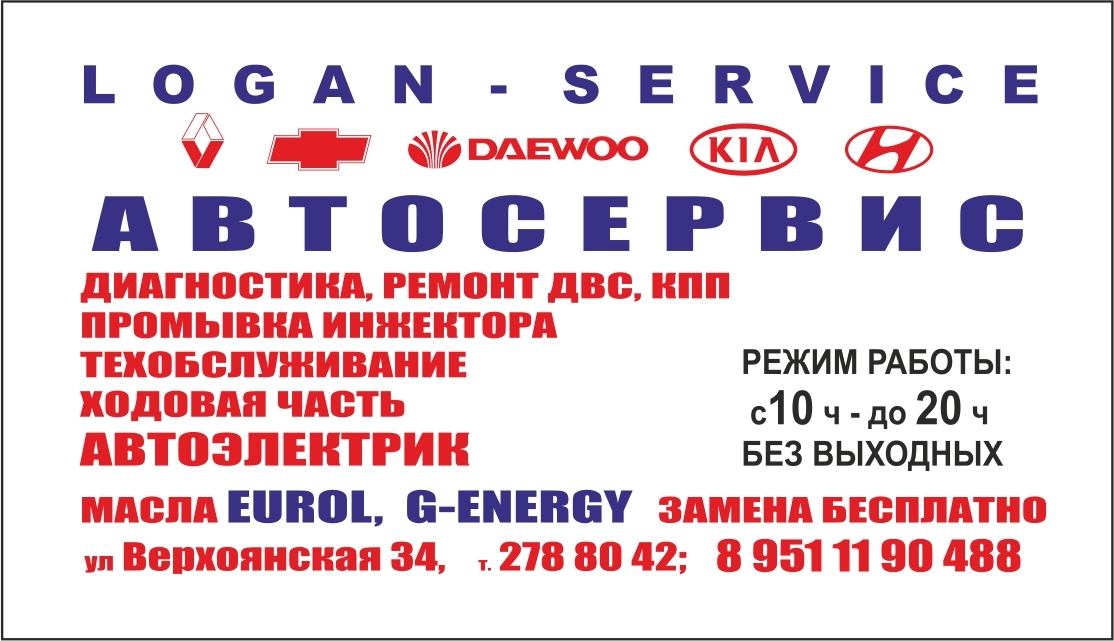 LOGAN - SERVICE
DAEWOO KIA
АВТОСЕРВИС
ДИАГНОСТИКА, РЕМОНТ ДВС, КПП
ПРОМЫВКА ИНЖЕКТОРА
ТЕХОБСЛУЖИВАНИЕ
ХОДОВАЯ ЧАСТЬ
АВТОЭЛЕКТРИК
РЕЖИМ РАБОТЫ:
с10 ч - до 20 ч
БЕЗ ВЫХОДНЫХ
МАСЛА EUROL, G-ENERGY ЗАМЕНА БЕСПЛАТНО
ул Верхоянская 34, т. 278 80 42; 8 951 11 90 488